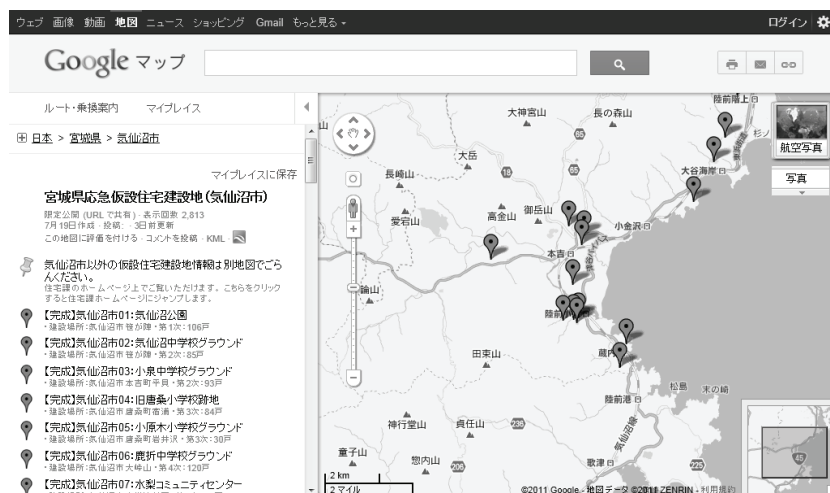 ウェブ 画像 動画 地図 ニュース ショッピング Gmail もっと見る
ログイン
Google マップ
ルート・乗換案内 マイプレイス
日本 > 宮城県 > 気仙沼市
マイプレイスに保存
宮城県応急仮設住宅建設地(気仙沼市)
限定公開 (URL で共有) · 表示回数 2,813
7月19日作成 · 投稿: · 3日前更新
この地図に評価を付ける · コメントを投稿 · KML
気仙沼市以外の仮設住宅建設地情報は別地図でごら
んください。
住宅課のホームページ上でご覧いただけます。こちらをクリック
すると住宅課ホームページにジャンプします。
【完成】気仙沼市01:気仙沼公園
・建設場所:気仙沼市笹が陣・第1次:106戸
【完成】気仙沼市02:気仙沼中学校グラウンド
・建設場所:気仙沼市笹が陣・第2次:85戸
【完成】気仙沼市03:小泉中学校グラウンド
・建設場所:気仙沼市本吉町平貝・第2次:93戸
【完成】気仙沼市04:旧唐桑小学校跡地
・建設場所:気仙沼市唐桑町宿浦・第3次:84戸
【完成】気仙沼市05:小原木小学校グラウンド
・建設場所:気仙沼市唐桑町岩井沢・第3次:30戸
【完成】気仙沼市06:鹿折中学校グラウンド
・建設場所:気仙沼市大峠山・第4次:120戸
【完成】気仙沼市07:水梨コミュニティセンター
陸前階上
大神宮山
長の森山
65
杉ノ
航空写真
写真
大岳
18
65
大谷海岸
長崎山
御岳山
高金山
愛宕山
小金沢
本吉
論山
陸前
田束山
蔵内
松島
末の崎
陸前港
神行堂山
貞任山
236
気仙沼線
童子山
惣内山
206
歌津
225
45
2 km
2 マイル
©2011 Google - 地図データ ©2011 ZENRIN - 利用規約